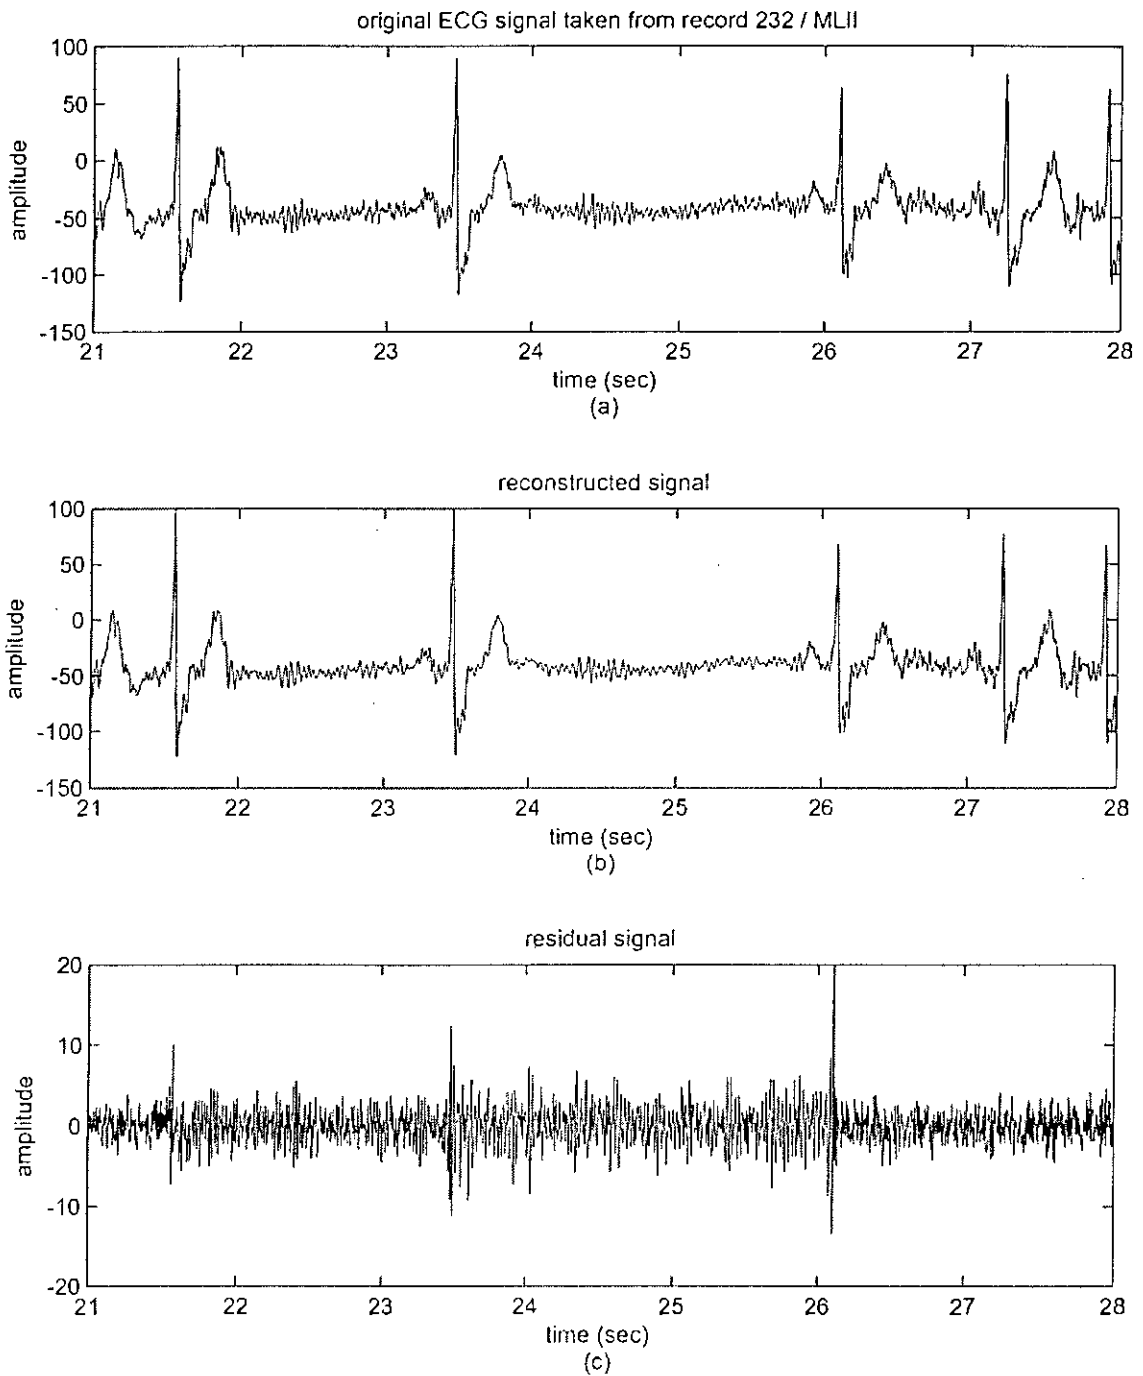 original ECG signal taken from record 232 / MLII
100
50
0
-50
-100
-150
amplitude
21 22 23 24 25 26 27 28
time (sec)
(a)
reconstructed signal
100
50
0
-50
-100
-150
amplitude
21 22 23 24 25 26 27 28
time (sec)
(b)
residual signal
20
10
0
-10
-20
amplitude
21 22 23 24 25 26 27 28
time (sec)
(c)